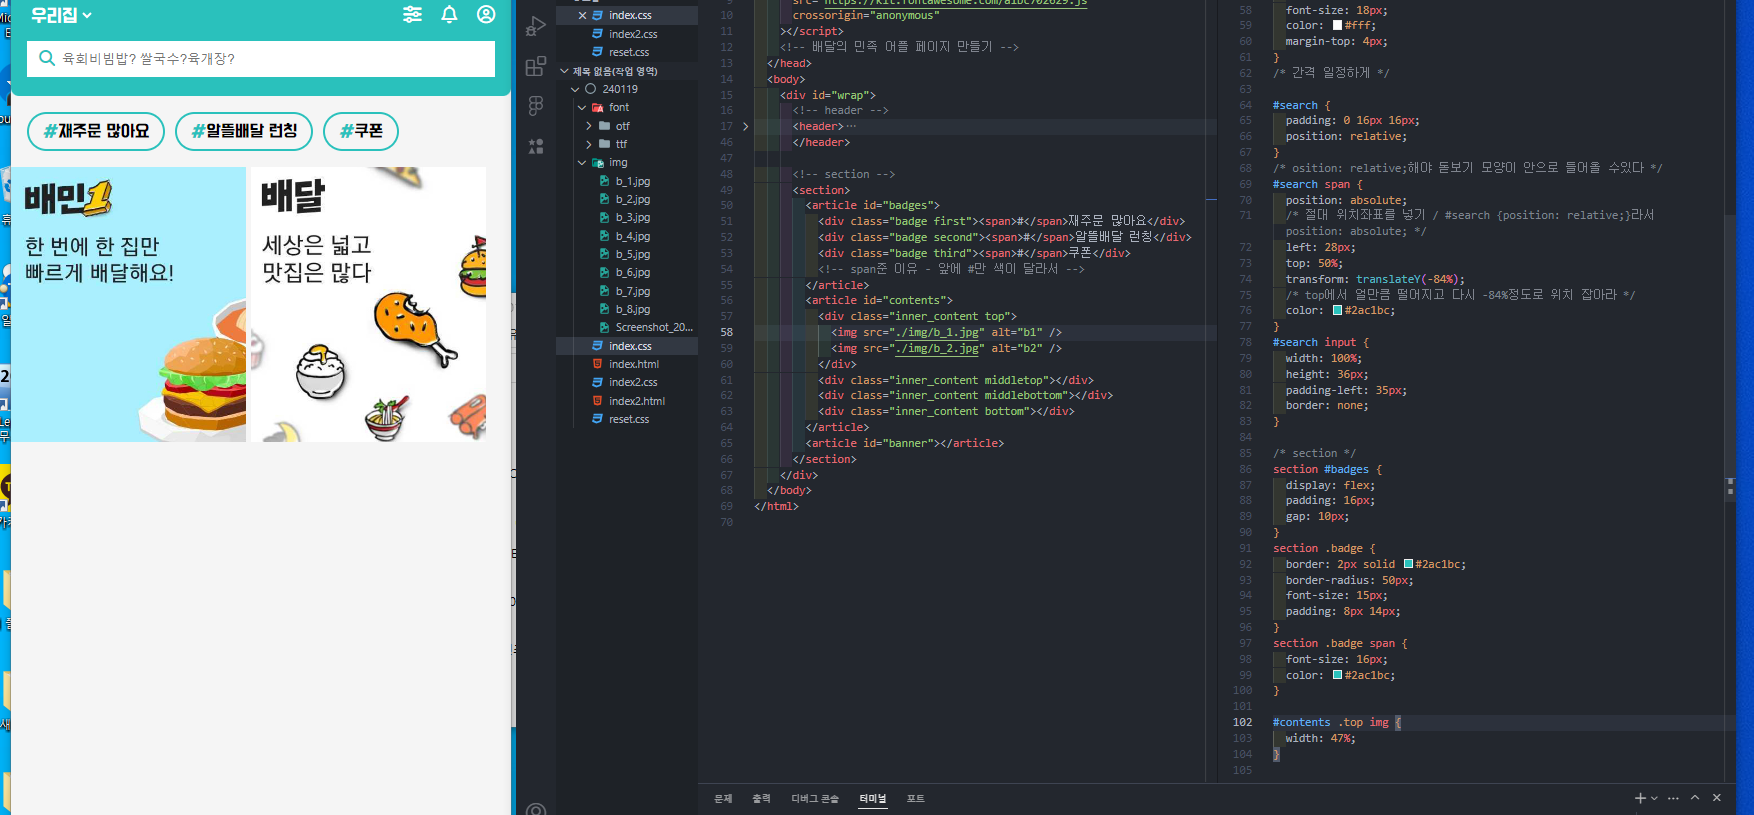 우리집
육회비빔밥? 쌀국수?육개장?
#재주문 많아요
#알뜰배달 런칭
#쿠폰
배민1
한 번에 한 집만
빠르게 배달해요!
배달
세상은 넓고
맛집은 많다
index.css
index2.css
reset.css
제목 없음(작업 영역)
240119
font
otf
ttf
img
b_1.jpg
b_2.jpg
b_3.jpg
b_4.jpg
b_5.jpg
b_6.jpg
b_7.jpg
b_8.jpg
Screenshot_20...
index.css
index.html
index2.css
index2.html
reset.css
10 crossorigin="anonymous"
11 ></script>
12 <!-- 배달의 민족 어플 페이지 만들기 -->
13 </head>
14 <body>
15 <div id="wrap">
16 <!-- header -->
17 <header>…
46 </header>
47
48 <!-- section -->
49 <section>
50 <article id="badges">
51 <div class="badge first"><span>#</span>재주문 많아요</div>
52 <div class="badge second"><span>#</span>알뜰배달 런칭</div>
53 <div class="badge third"><span>#</span>쿠폰</div>
54 <!-- span준 이유 - 앞에 #만 색이 달라서 -->
55 </article>
56 <article id="contents">
57 <div class="inner_content top">
58 <img src="./img/b_1.jpg" alt="b1" />
59 <img src="./img/b_2.jpg" alt="b2" />
60 </div>
61 <div class="inner_content middletop"></div>
62 <div class="inner_content middlebottom"></div>
63 <div class="inner_content bottom"></div>
64 </article>
65 <article id="banner"></article>
66 </section>
67 </div>
68 </body>
69 </html>
70
58 font-size: 18px;
59 color: #fff;
60 margin-top: 4px;
61 }
62 /* 간격 일정하게 */
63
64 #search {
65 padding: 0 16px 16px;
66 position: relative;
67 }
68 /* osition: relative;해야 돋보기 모양이 안으로 들어올 수있다 */
69 #search span {
70 position: absolute;
71 /* 절대 위치좌표를 넣기 / #search {position: relative;}라서
position: absolute; */
72 left: 28px;
73 top: 50%;
74 transform: translateY(-84%);
75 /* top에서 얼만큼 떨어지고 다시 -84%정도로 위치 잡아라 */
76 color: #2ac1bc;
77 }
78 #search input {
79 width: 100%;
80 height: 36px;
81 padding-left: 35px;
82 border: none;
83 }
84
85 /* section */
86 section #badges {
87 display: flex;
88 padding: 16px;
89 gap: 10px;
90 }
91 section .badge {
92 border: 2px solid #2ac1bc;
93 border-radius: 50px;
94 font-size: 15px;
95 padding: 8px 14px;
96 }
97 section .badge span {
98 font-size: 16px;
99 color: #2ac1bc;
100 }
101
102 #contents .top img {
103 width: 47%;
104 }
105
문제 출력 디버그 콘솔 터미널 포트